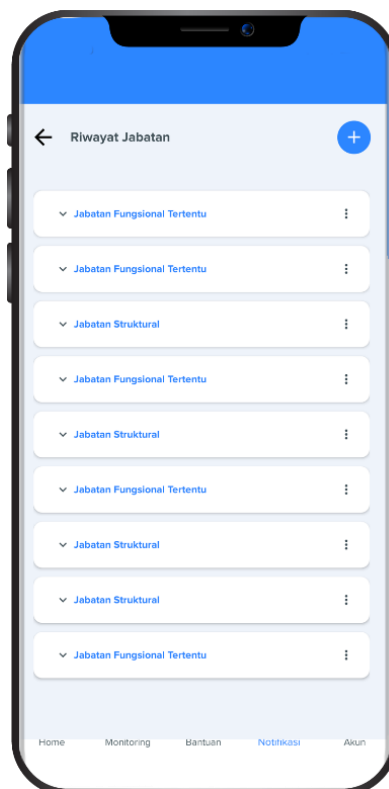 Riwayat Jabatan
Jabatan Fungsional Tertentu
Jabatan Fungsional Tertentu
Jabatan Struktural
Jabatan Fungsional Tertentu
Jabatan Struktural
Jabatan Fungsional Tertentu
Jabatan Struktural
Jabatan Struktural
Jabatan Fungsional Tertentu
Home Monitoring Bantuan Notifikasi Akun